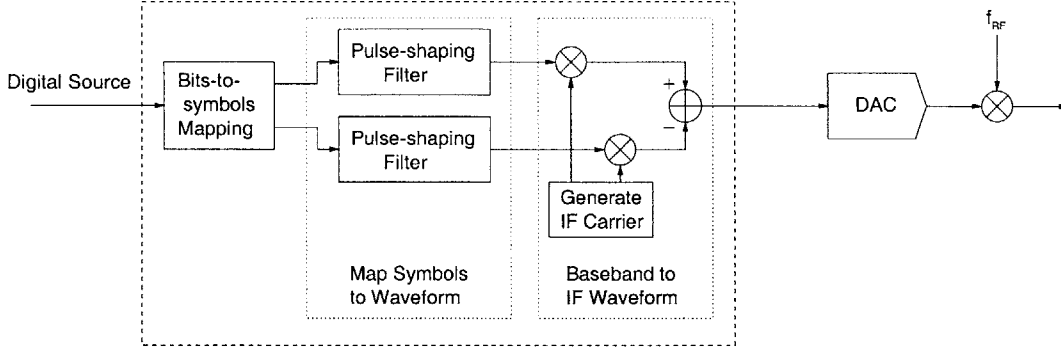 Digital Source
Bits-to-
symbols
Mapping
Pulse-shaping
Filter
Pulse-shaping
Filter
Map Symbols
to Waveform
+
−
Generate
IF Carrier
Baseband to
IF Waveform
DAC
f_RF